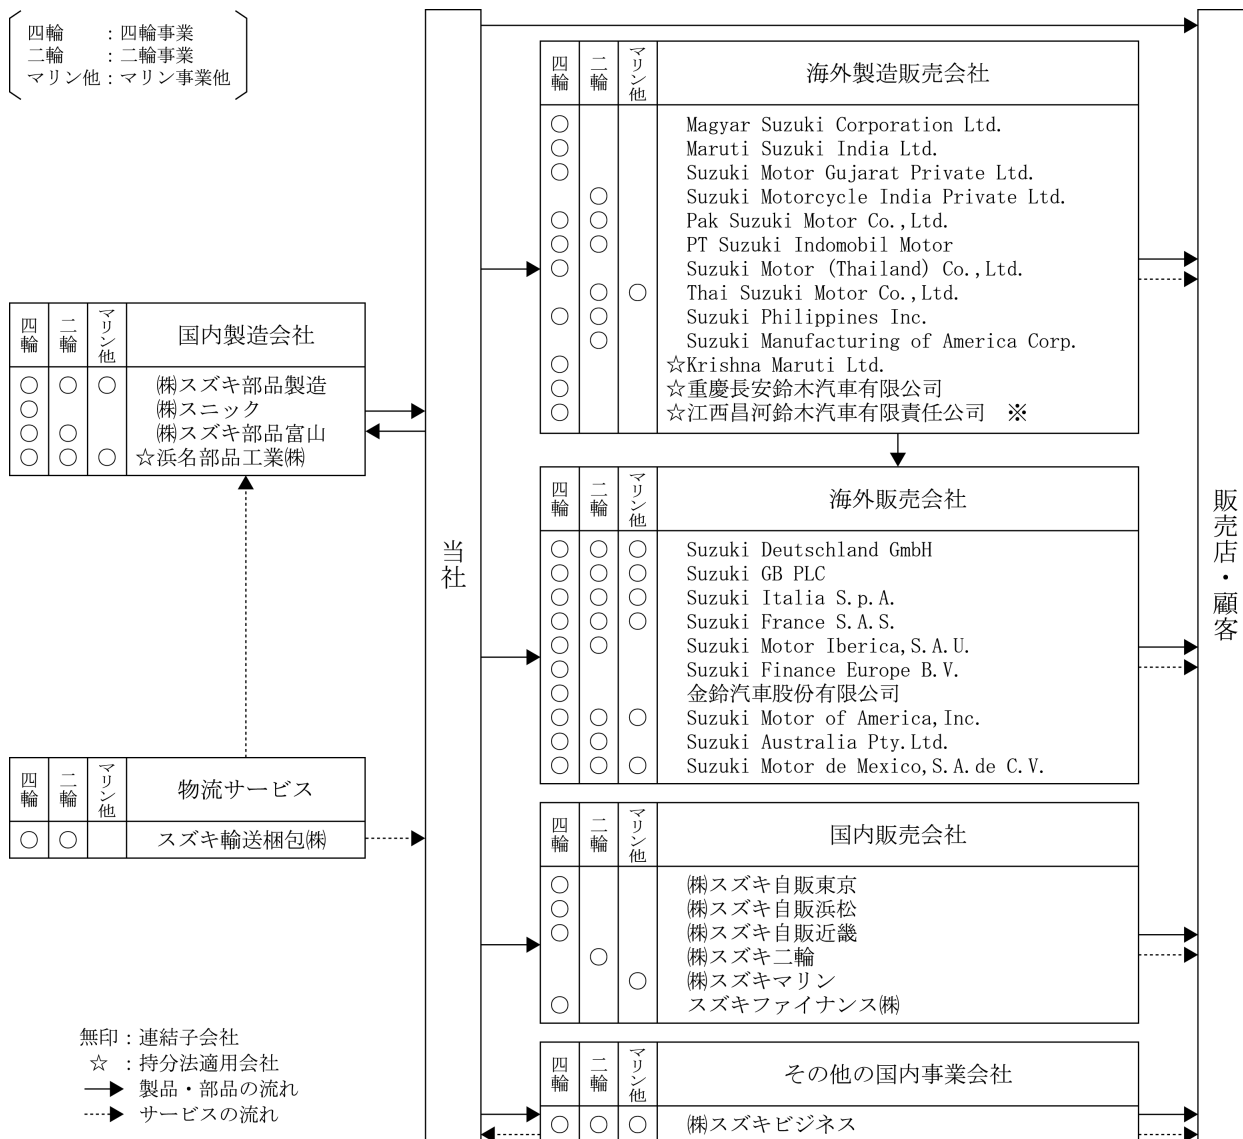 四輪　　：四輪事業
二輪　　：二輪事業
マリン他：マリン事業他
四輪 二輪 マリン他 国内製造会社
○ ○ ○ ㈱スズキ部品製造
○ ㈱スニック
○ ○ ㈱スズキ部品富山
○ ○ ○ ☆浜名部品工業㈱
四輪 二輪 マリン他 物流サービス
○ ○ スズキ輸送梱包㈱
無印：連結子会社
☆　：持分法適用会社
製品・部品の流れ
サービスの流れ
当社
四輪 二輪 マリン他 海外製造販売会社
○ Magyar Suzuki Corporation Ltd.
○ Maruti Suzuki India Ltd.
○ Suzuki Motor Gujarat Private Ltd.
○ Suzuki Motorcycle India Private Ltd.
○ ○ Pak Suzuki Motor Co.,Ltd.
○ ○ PT Suzuki Indomobil Motor
○ Suzuki Motor (Thailand) Co.,Ltd.
○ ○ Thai Suzuki Motor Co.,Ltd.
○ ○ Suzuki Philippines Inc.
○ Suzuki Manufacturing of America Corp.
○ ☆Krishna Maruti Ltd.
○ ☆重慶長安鈴木汽車有限公司
○ ☆江西昌河鈴木汽車有限責任公司　※
四輪 二輪 マリン他 海外販売会社
○ ○ ○ Suzuki Deutschland GmbH
○ ○ ○ Suzuki GB PLC
○ ○ ○ Suzuki Italia S.p.A.
○ ○ ○ Suzuki France S.A.S.
○ ○ Suzuki Motor Iberica,S.A.U.
○ Suzuki Finance Europe B.V.
○ 金鈴汽車股份有限公司
○ ○ ○ Suzuki Motor of America,Inc.
○ ○ Suzuki Australia Pty.Ltd.
○ ○ ○ Suzuki Motor de Mexico,S.A.de C.V.
四輪 二輪 マリン他 国内販売会社
○ ㈱スズキ自販東京
○ ㈱スズキ自販浜松
○ ㈱スズキ自販近畿
○ ㈱スズキ二輪
○ ㈱スズキマリン
○ スズキファイナンス㈱
四輪 二輪 マリン他 その他の国内事業会社
○ ○ ○ ㈱スズキビジネス
販売店・顧客